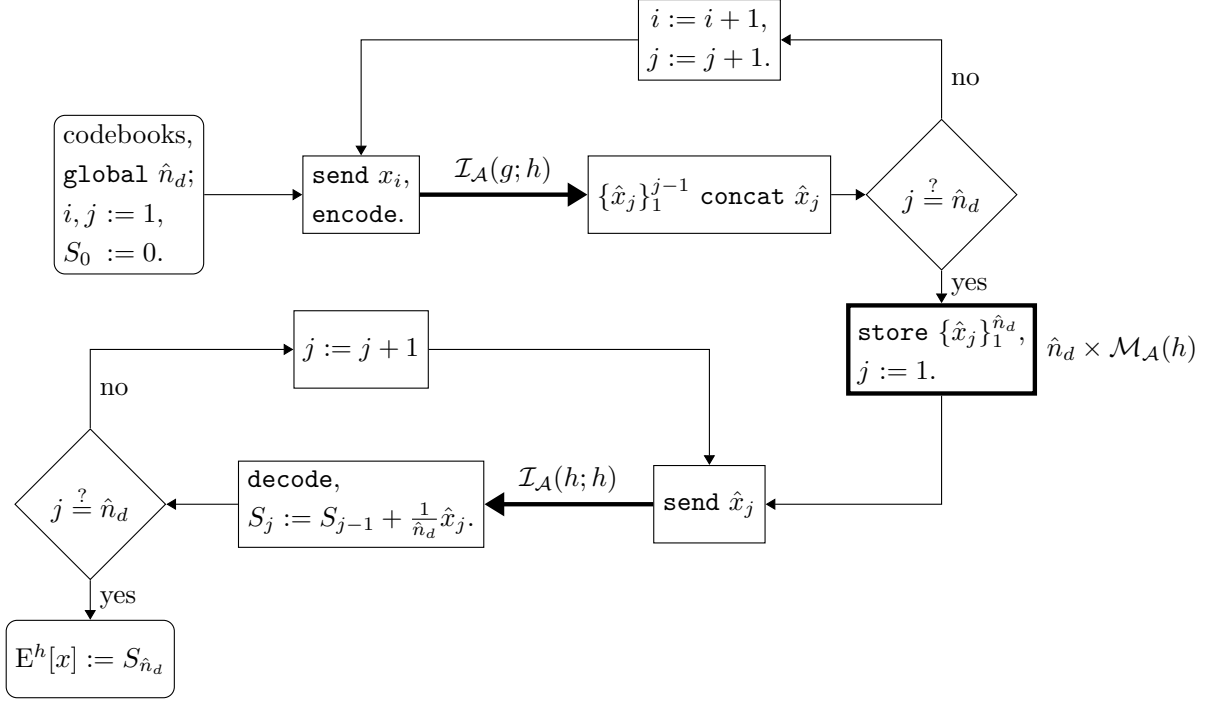 i := i + 1,
j := j + 1.
no
codebooks,
global n̂_d;
i, j := 1,
S_0 := 0.
send x_i,
encode.
I_A(g; h)
{x̂_j}_1^{j−1} concat x̂_j
j ≟ n̂_d
yes
store {x̂_j}_1^{n̂_d},
j := 1.
n̂_d × M_A(h)
j := j + 1
no
j ≟ n̂_d
decode,
S_j := S_{j−1} + \frac{1}{n̂_d} x̂_j.
I_A(h; h)
send x̂_j
yes
E^h[x] := S_{n̂_d}